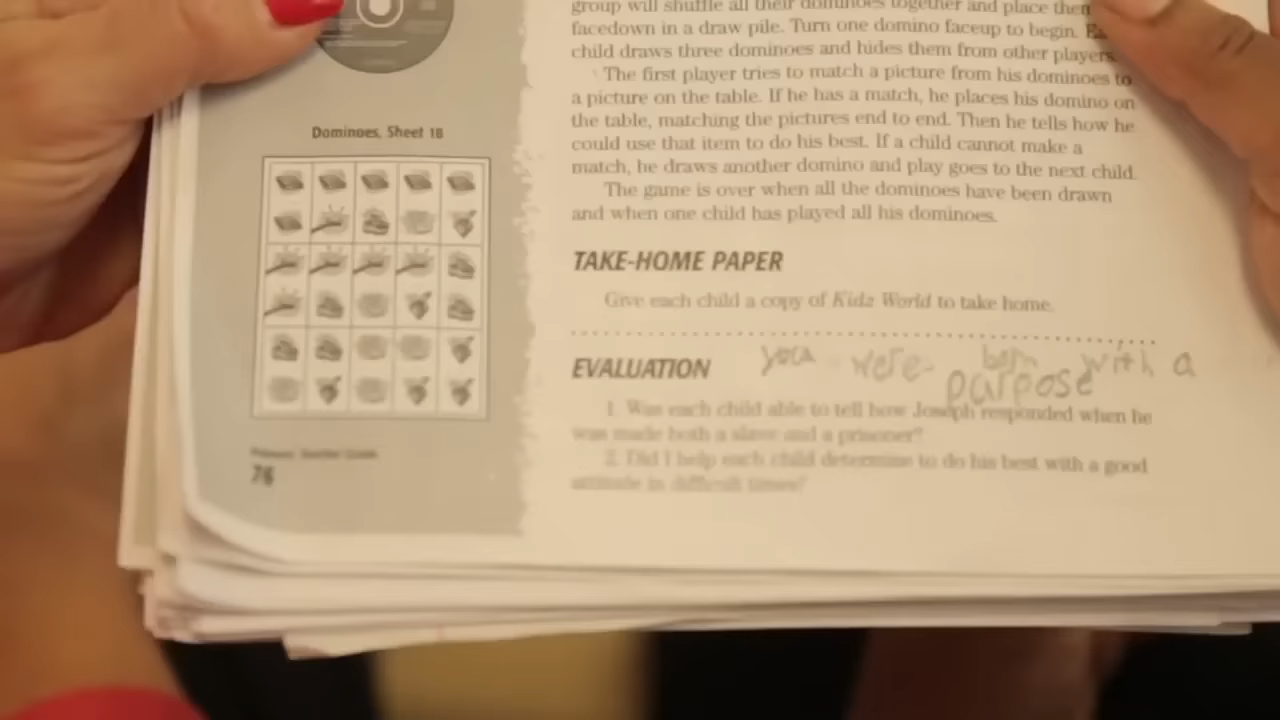 Dominoes, Sheet 1B
76
group will shuffle all their dominoes together and place them
facedown in a draw pile. Turn one domino faceup to begin.
child draws three dominoes and hides them from other players.
The first player tries to match a picture from his dominoes to
a picture on the table. If he has a match, he places his domino on
the table, matching the pictures end to end. Then he tells how he
could use that item to do his best. If a child cannot make a
match, he draws another domino and play goes to the next child.
The game is over when all the dominoes have been drawn
and when one child has played all his dominoes.
TAKE-HOME PAPER
Give each child a copy of Kidz World to take home.
you were born with a
purpose
EVALUATION
1. Was each child able to tell how Joseph responded when he
was made both a slave and a prisoner?
2. Did I help each child determine to do his best with a good
attitude in difficult times?